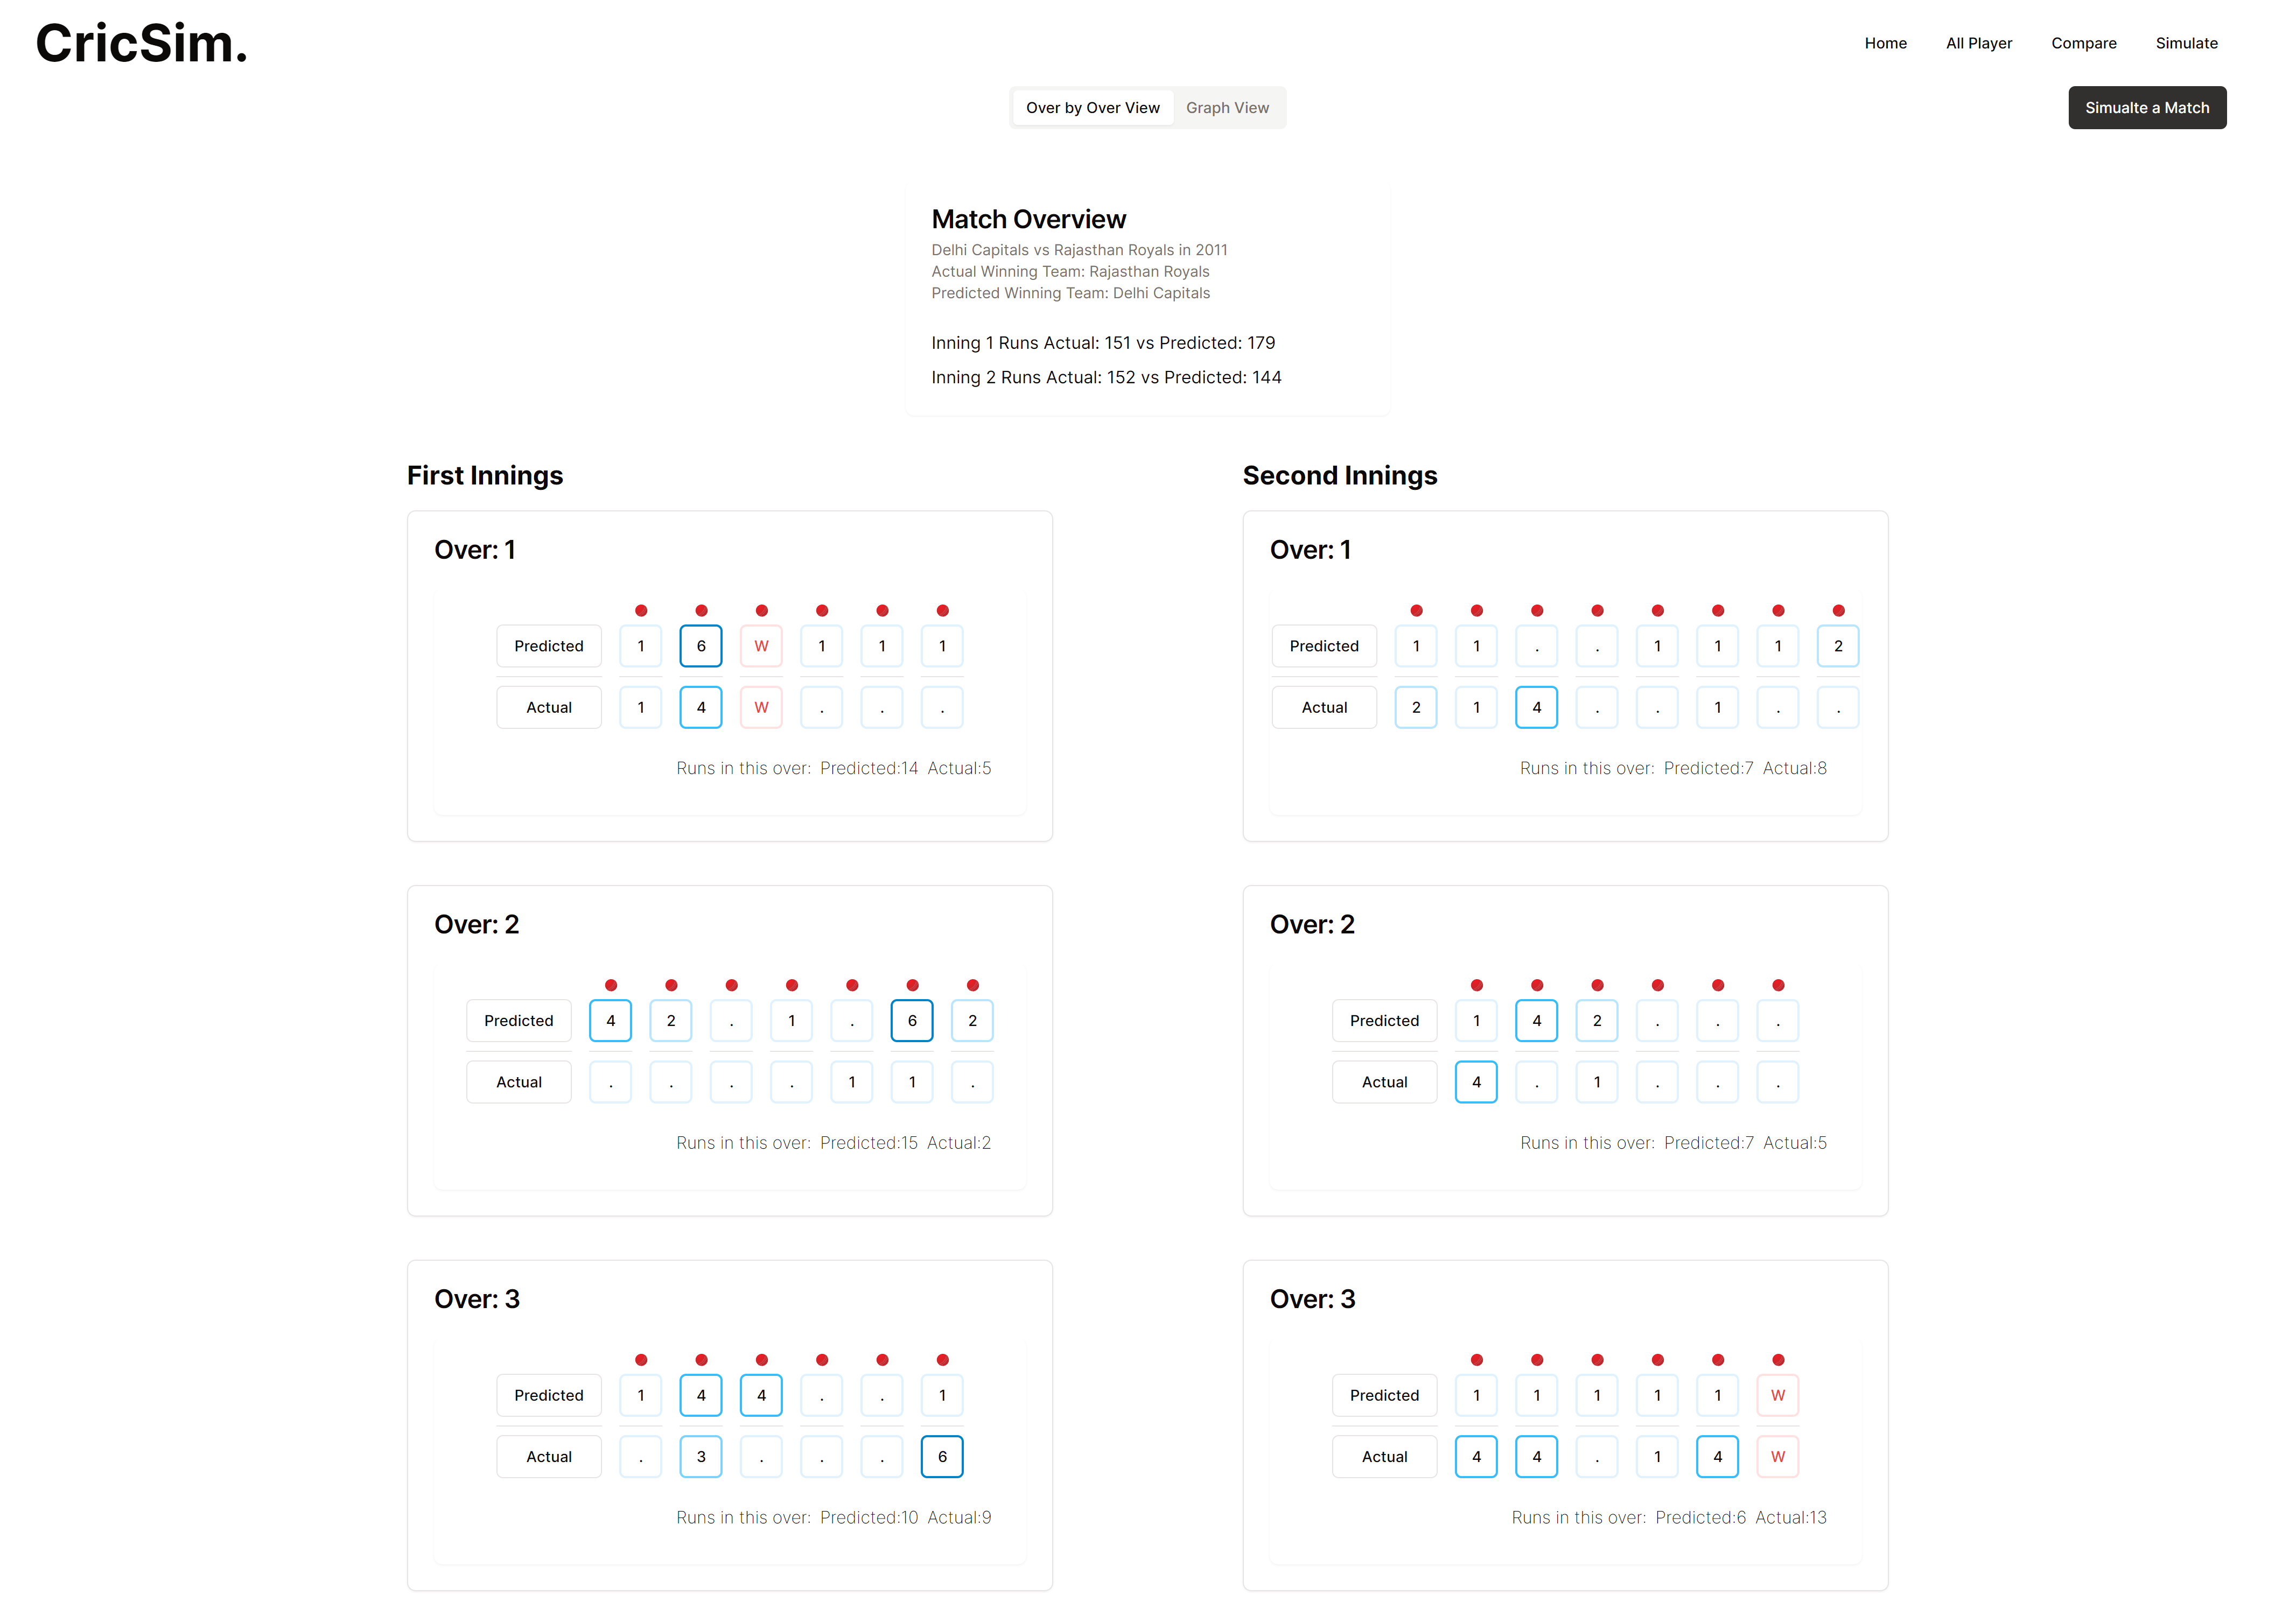 CricSim.
Home All Player Compare Simulate
Over by Over View Graph View
Simualte a Match
Match Overview
Delhi Capitals vs Rajasthan Royals in 2011
Actual Winning Team: Rajasthan Royals
Predicted Winning Team: Delhi Capitals
Inning 1 Runs Actual: 151 vs Predicted: 179
Inning 2 Runs Actual: 152 vs Predicted: 144
First Innings
Over: 1
Predicted 1 6 W 1 1 1
Actual 1 4 W . . .
Runs in this over: Predicted:14 Actual:5
Over: 2
Predicted 4 2 . 1 . 6 2
Actual . . . . 1 1 .
Runs in this over: Predicted:15 Actual:2
Over: 3
Predicted 1 4 4 . . 1
Actual . 3 . . . 6
Runs in this over: Predicted:10 Actual:9
Second Innings
Over: 1
Predicted 1 1 . . 1 1 1 2
Actual 2 1 4 . . 1 . .
Runs in this over: Predicted:7 Actual:8
Over: 2
Predicted 1 4 2 . . .
Actual 4 . 1 . . .
Runs in this over: Predicted:7 Actual:5
Over: 3
Predicted 1 1 1 1 1 W
Actual 4 4 . 1 4 W
Runs in this over: Predicted:6 Actual:13